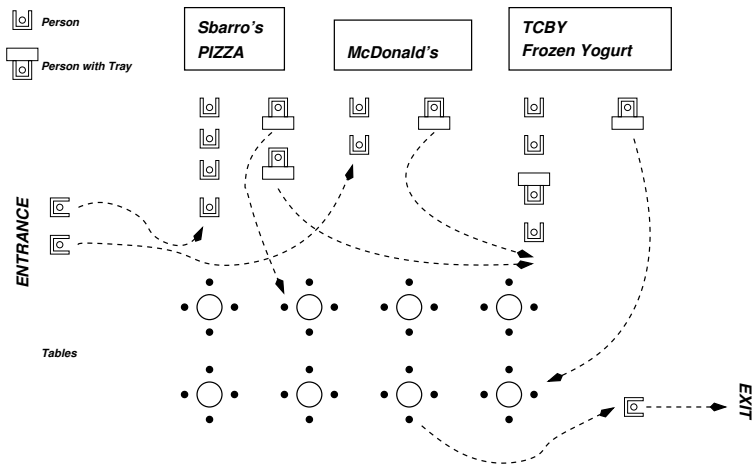 Person
Person with Tray
Sbarro's
PIZZA
McDonald's
TCBY
Frozen Yogurt
ENTRANCE
Tables
EXIT